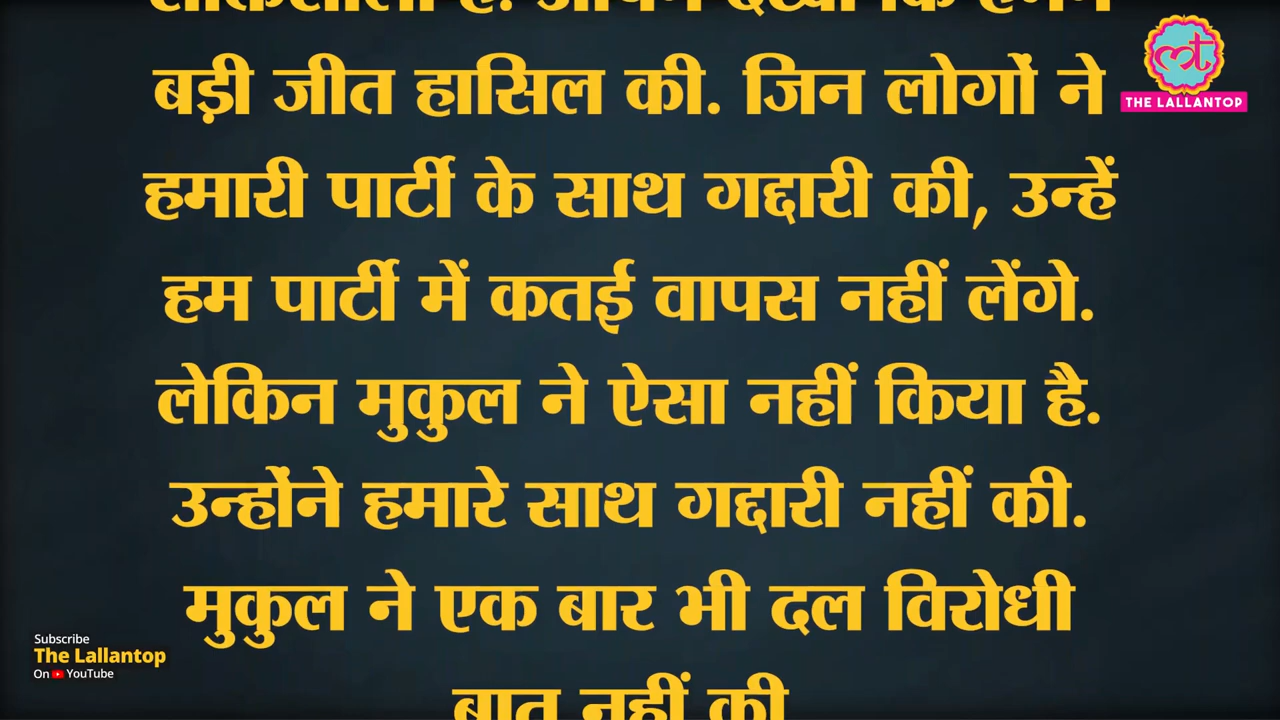 बड़ी जीत हासिल की. जिन लोगों ने
हमारी पार्टी के साथ गद्दारी की, उन्हें
हम पार्टी में कतई वापस नहीं लेंगे.
लेकिन मुकुल ने ऐसा नहीं किया है.
उन्होंने हमारे साथ गद्दारी नहीं की.
मुकुल ने एक बार भी दल विरोधी
बात नहीं की
THE LALLANTOP
Subscribe
The Lallantop
On YouTube